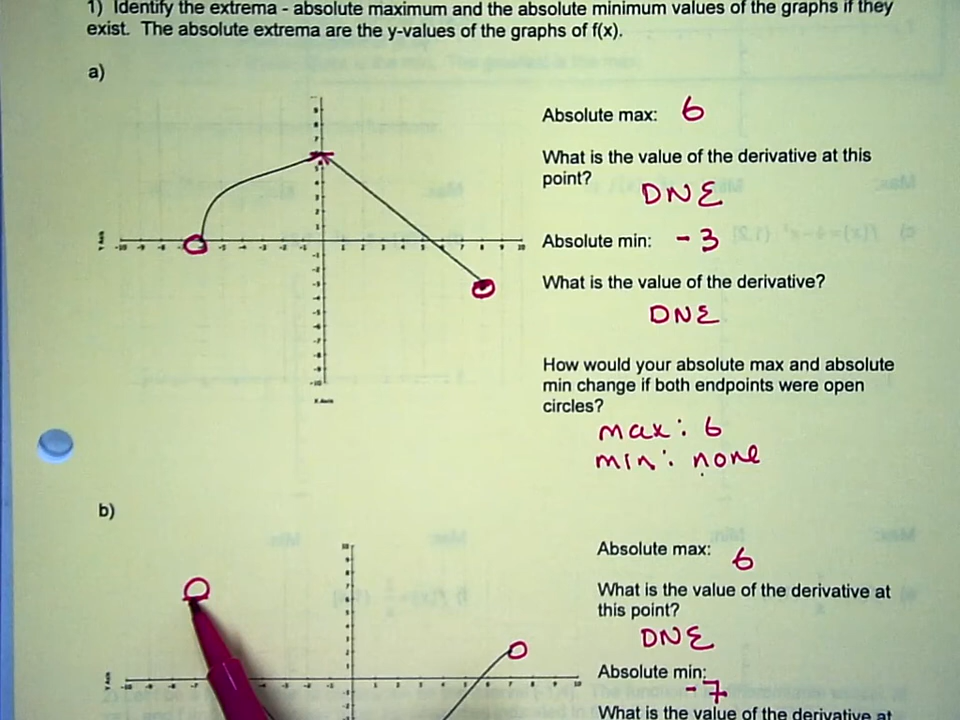 1) Identify the extrema - absolute maximum and the absolute minimum values of the graphs if they
exist. The absolute extrema are the y-values of the graphs of f(x).
a)
Absolute max: 6
What is the value of the derivative at this
point?
DNE
Absolute min: -3
What is the value of the derivative?
DNE
How would your absolute max and absolute
min change if both endpoints were open
circles?
max: 6
min: none
X Axis
Y Axis
b)
Absolute max: 6
What is the value of the derivative at
this point?
DNE
Absolute min:
-7
What is the value of the derivative at
Y Axis